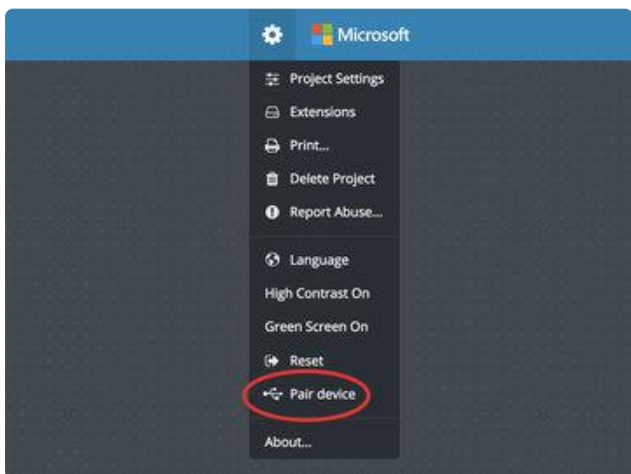 Microsoft
Project Settings
Extensions
Print...
Delete Project
Report Abuse...
Language
High Contrast On
Green Screen On
Reset
Pair device
About...